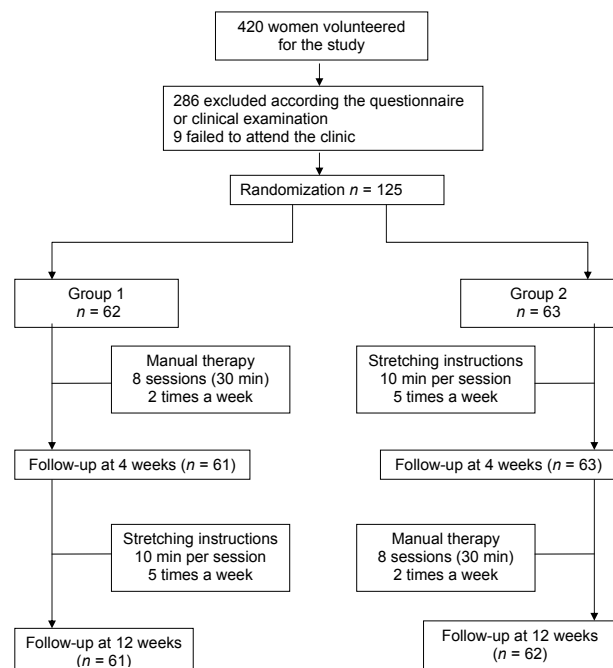 420 women volunteered
for the study
286 excluded according the questionnaire
or clinical examination
9 failed to attend the clinic
Randomization n = 125
Group 1
n = 62
Group 2
n = 63
Manual therapy
8 sessions (30 min)
2 times a week
Stretching instructions
10 min per session
5 times a week
Follow-up at 4 weeks (n = 61)
Follow-up at 4 weeks (n = 63)
Stretching instructions
10 min per session
5 times a week
Manual therapy
8 sessions (30 min)
2 times a week
Follow-up at 12 weeks
(n = 61)
Follow-up at 12 weeks
(n = 62)